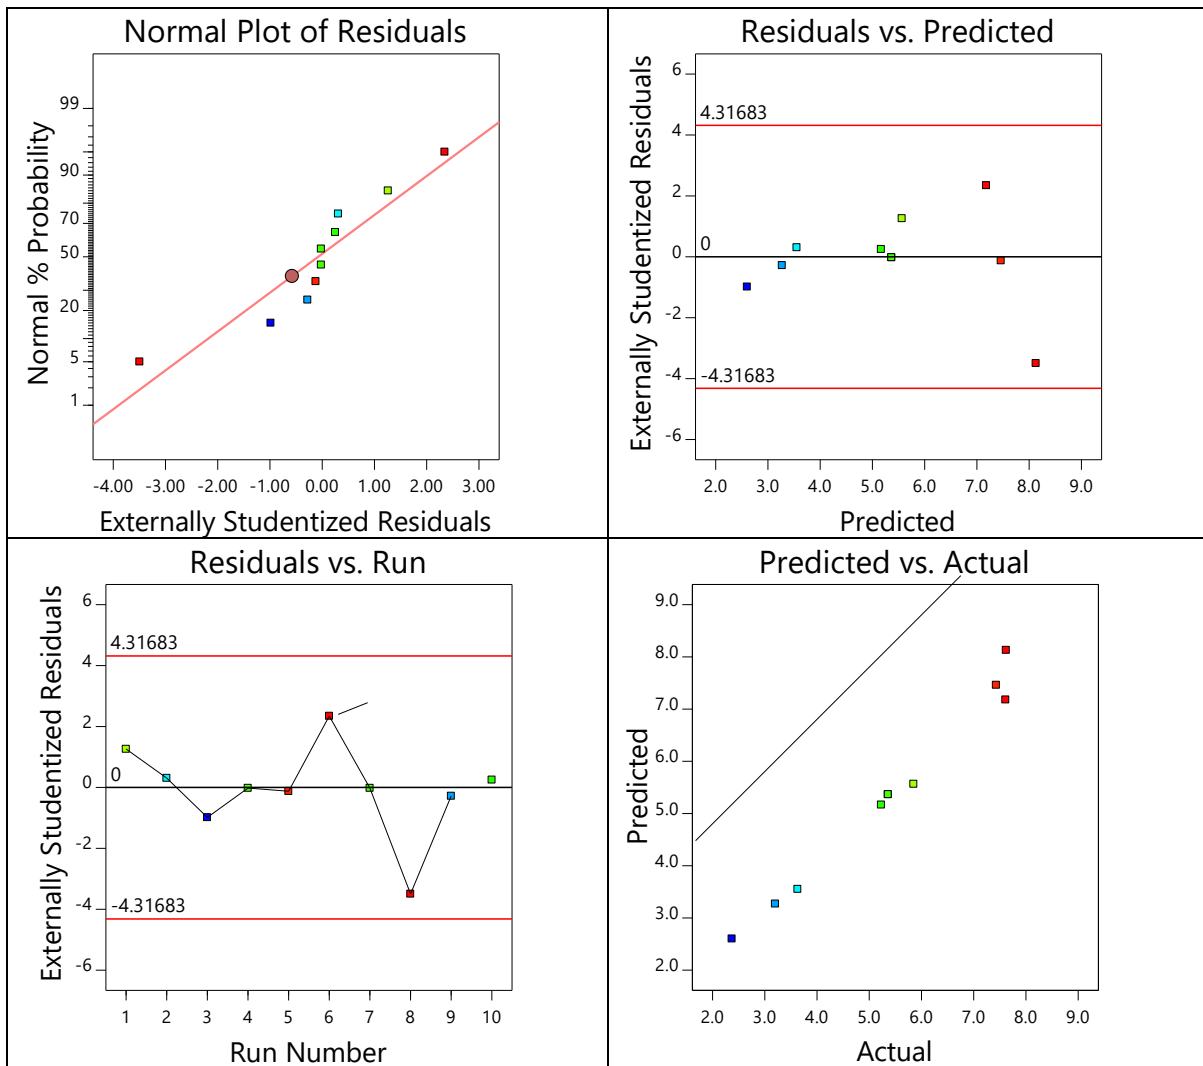 Normal Plot of Residuals
Normal % Probability
99
90
70
50
20
5
1
-4.00 -3.00 -2.00 -1.00 0.00 1.00 2.00 3.00
Externally Studentized Residuals
Residuals vs. Predicted
Externally Studentized Residuals
6
4.31683
4
2
0
0
-2
-4.31683
-4
-6
2.0 3.0 4.0 5.0 6.0 7.0 8.0 9.0
Predicted
Residuals vs. Run
Externally Studentized Residuals
6
4.31683
4
2
0
0
-2
-4.31683
-4
-6
1 2 3 4 5 6 7 8 9 10
Run Number
Predicted vs. Actual
Predicted
9.0
8.0
7.0
6.0
5.0
4.0
3.0
2.0
2.0 3.0 4.0 5.0 6.0 7.0 8.0 9.0
Actual